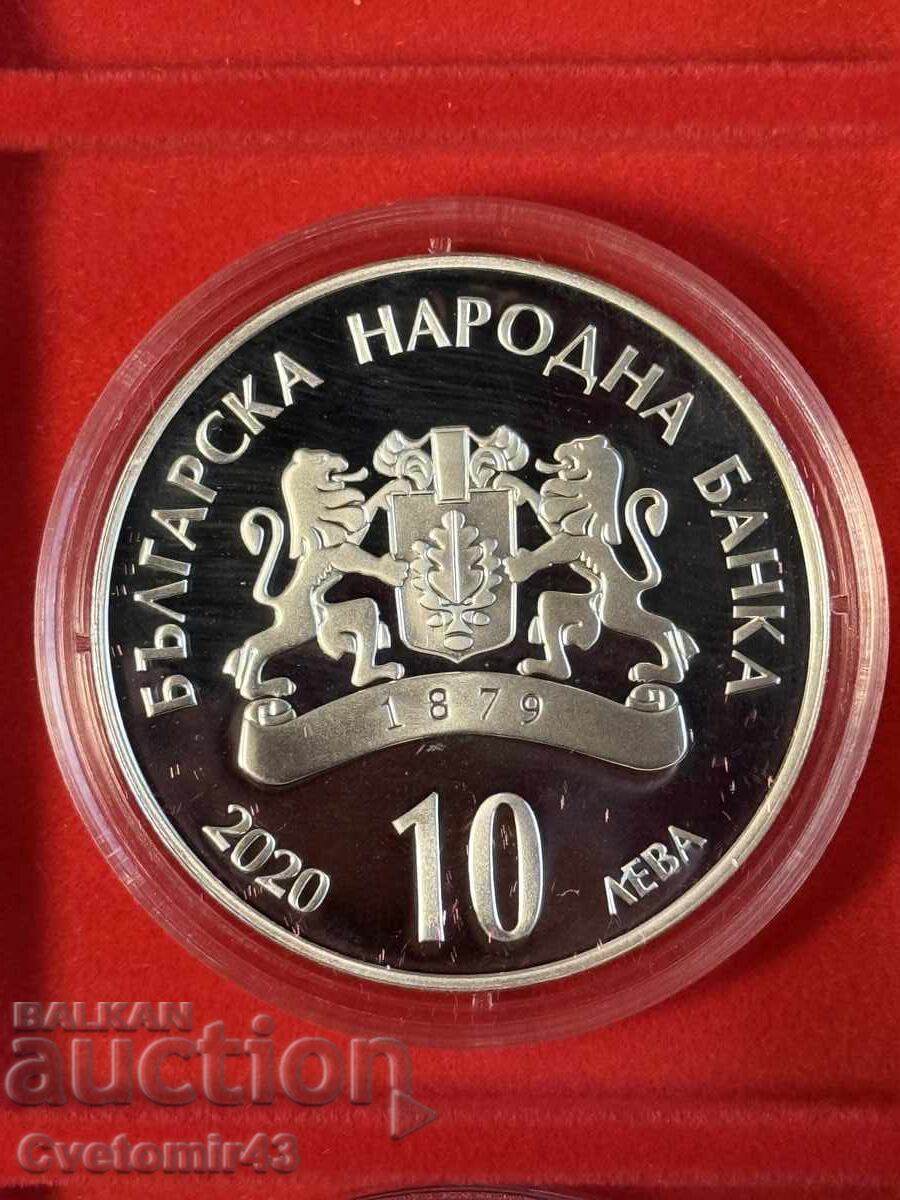 БЪЛГАРСКА НАРОДНА БАНКА
1879
2020
10
ЛЕВА
BALKAN
auction
Cvetomir43